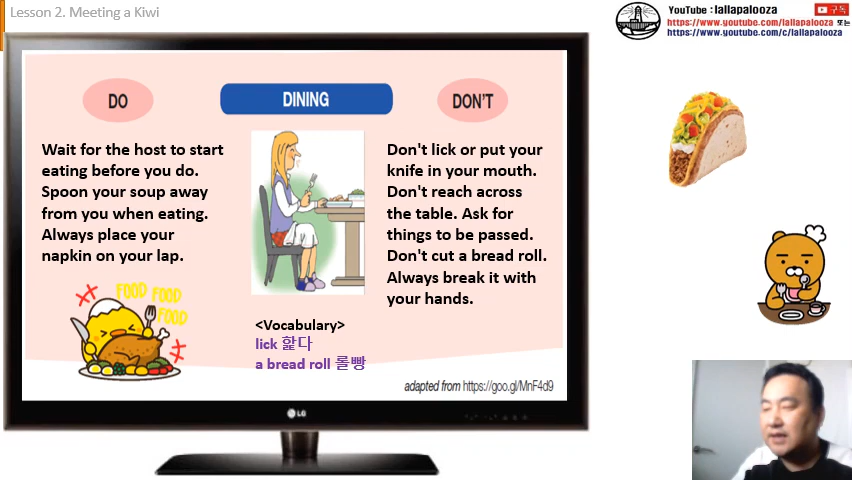 Lesson 2. Meeting a Kiwi
YouTube : lallapalooza
구독
https://www.youtube.com/lallapalooza 또는
https://www.youtube.com/c/lallapalooza
DO
DINING
DON'T
Wait for the host to start
eating before you do.
Spoon your soup away
from you when eating.
Always place your
napkin on your lap.
Don't lick or put your
knife in your mouth.
Don't reach across
the table. Ask for
things to be passed.
Don't cut a bread roll.
Always break it with
your hands.
FOOD FOOD
FOOD
<Vocabulary>
lick 핥다
a bread roll 롤빵
adapted from https://goo.gl/MnF4d9
LG